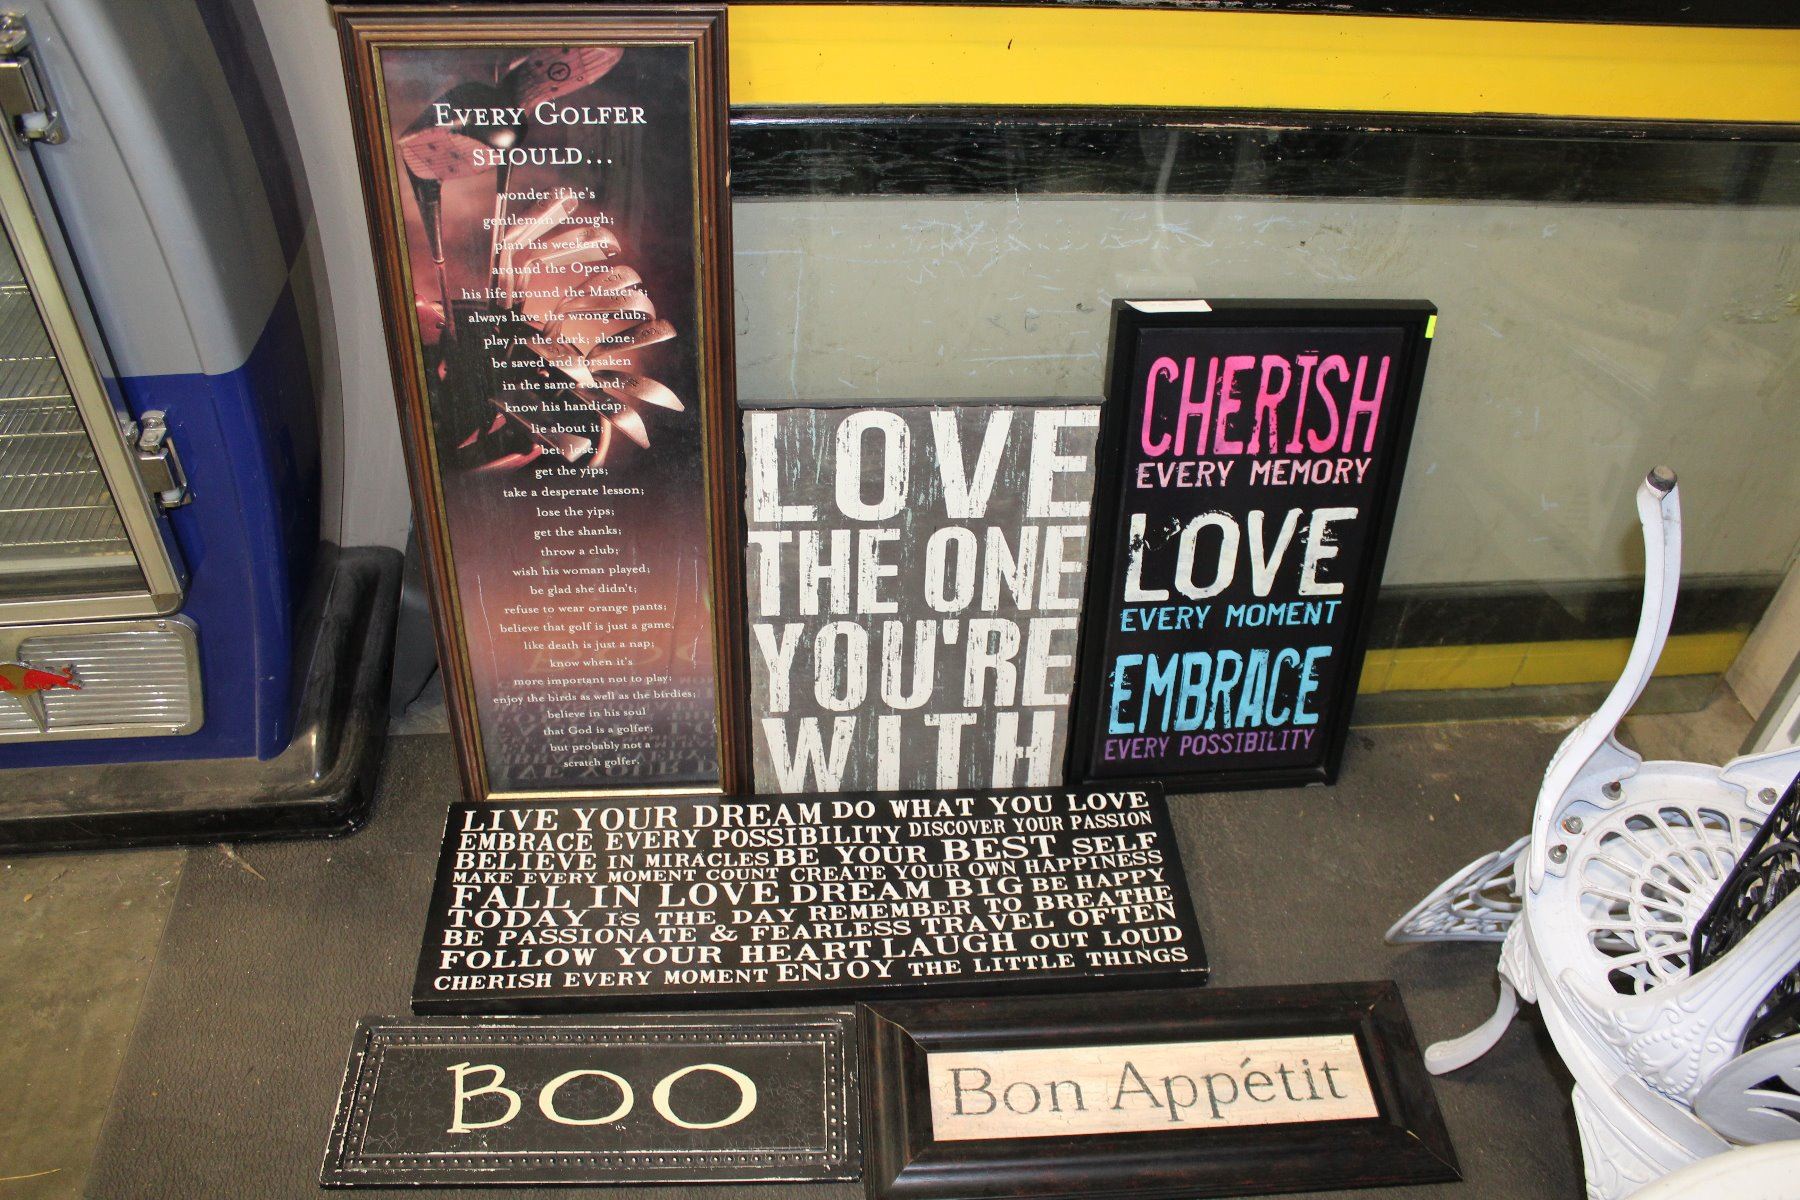 EVERY GOLFER
SHOULD...
wonder if he's
gentleman enough;
plan his weekend
around the Open;
his life around the Master's;
always have the wrong club;
play in the dark; alone;
be saved and forsaken
in the same round;
know his handicap;
lie about it;
bet; lose;
get the yips;
take a desperate lesson;
lose the yips;
get the shanks;
throw a club;
wish his woman played;
be glad she didn't;
refuse to wear orange pants;
believe that golf is just a game,
like death is just a nap;
know when it's
more important not to play;
enjoy the birds as well as the birdies;
believe in his soul
that God is a golfer;
but probably not a
scratch golfer.
LOVE
THE ONE
YOU'RE
WITH
CHERISH
EVERY MEMORY
LOVE
EVERY MOMENT
EMBRACE
EVERY POSSIBILITY
LIVE YOUR DREAM DO WHAT YOU LOVE
EMBRACE EVERY POSSIBILITY DISCOVER YOUR PASSION
BELIEVE IN MIRACLES BE YOUR BEST SELF
MAKE EVERY MOMENT COUNT CREATE YOUR OWN HAPPINESS
FALL IN LOVE DREAM BIG BE HAPPY
TODAY IS THE DAY REMEMBER TO BREATHE
BE PASSIONATE & FEARLESS TRAVEL OFTEN
FOLLOW YOUR HEART LAUGH OUT LOUD
CHERISH EVERY MOMENT ENJOY THE LITTLE THINGS
BOO
Bon Appétit